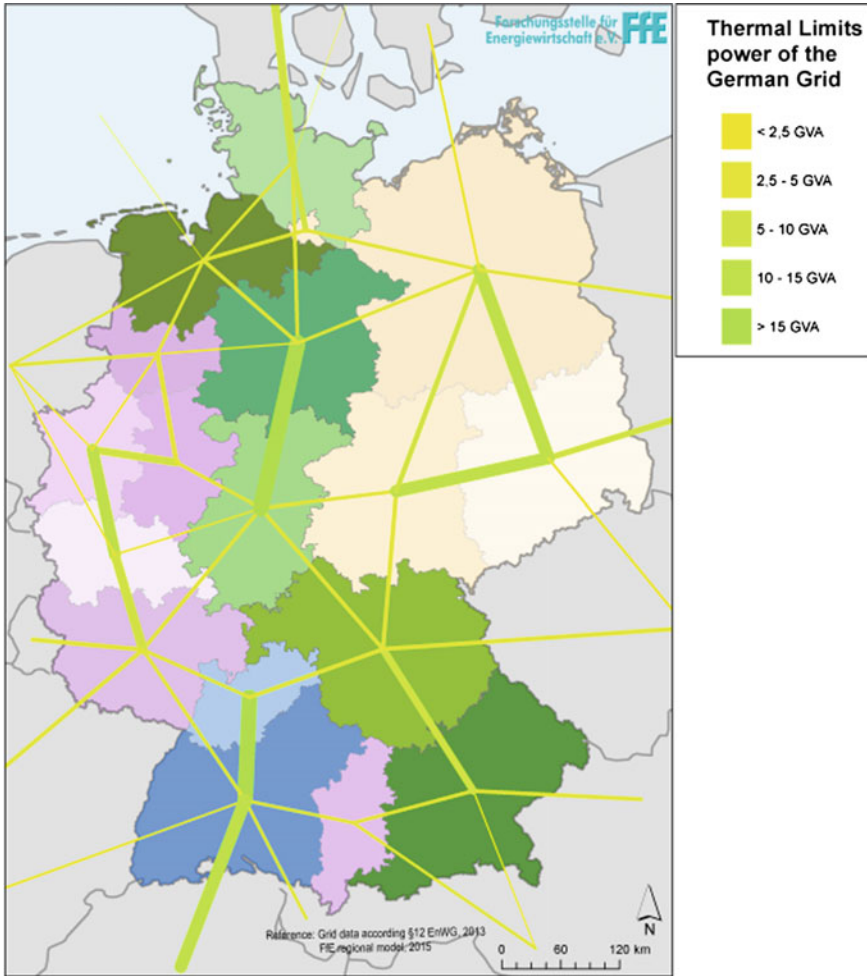 Forschungsstelle für
Energiewirtschaft e.V. FfE
Thermal Limits
power of the
German Grid
< 2,5 GVA
2,5 - 5 GVA
5 - 10 GVA
10 - 15 GVA
> 15 GVA
Reference: Grid data according §12 EnWG, 2013
FfE regional model, 2015
N
0 60 120 km